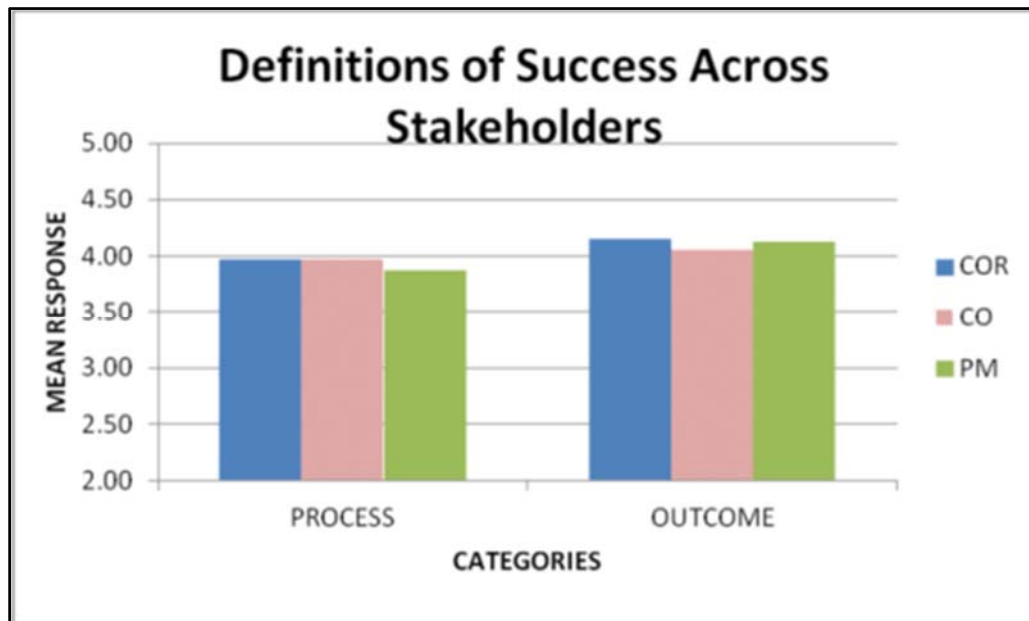 Definitions of Success Across
Stakeholders
5.00
4.50
4.00
3.50
3.00
2.50
2.00
MEAN RESPONSE
PROCESS
OUTCOME
CATEGORIES
COR
CO
PM